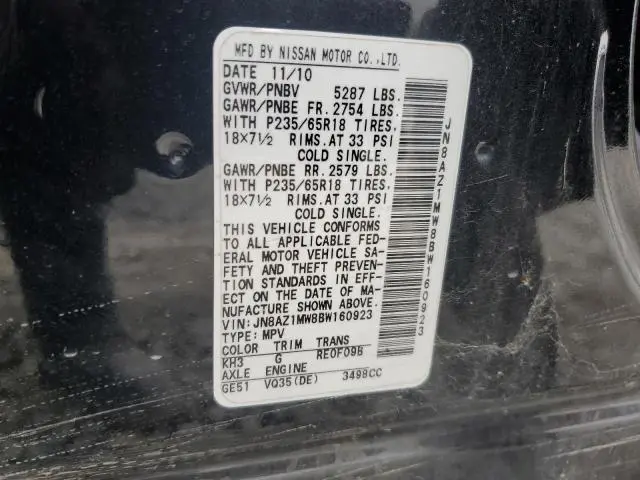 MFD BY NISSAN MOTOR CO.,LTD.
DATE 11/10
GVWR/PNBV 5287 LBS.
GAWR/PNBE FR. 2754 LBS.
WITH P235/65R18 TIRES,
18×7½ RIMS.AT 33 PSI
COLD SINGLE.
GAWR/PNBE RR. 2579 LBS.
WITH P235/65R18 TIRES,
18×7½ RIMS.AT 33 PSI
COLD SINGLE.
THIS VEHICLE CONFORMS
TO ALL APPLICABLE FED-
ERAL MOTOR VEHICLE SA-
FETY AND THEFT PREVEN-
TION STANDARDS IN EFF-
ECT ON THE DATE OF MA-
NUFACTURE SHOWN ABOVE.
VIN: JN8AZ1MW8BW160923
TYPE: MPV
COLOR TRIM TRANS
KH3 G RE0F09B
AXLE ENGINE
GE51 VQ35(DE) 3498CC
JN8AZ1MW8BW160923